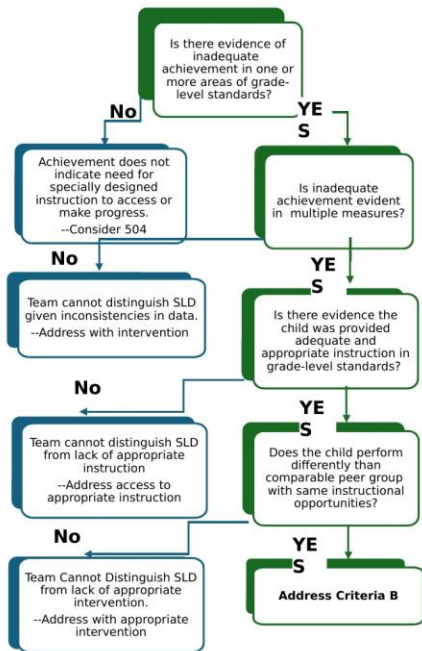 Is there evidence of
inadequate
achievement in one or
more areas of grade-
level standards?
No
YE
S
Achievement does not
indicate need for
specially designed
instruction to access or
make progress.
--Consider 504
Is inadequate
achievement evident
in multiple measures?
No
YE
S
Team cannot distinguish SLD
given inconsistencies in data.
--Address with intervention
Is there evidence the
child was provided
adequate and
appropriate instruction in
grade-level standards?
No
YE
S
Team cannot distinguish SLD
from lack of appropriate
instruction
--Address access to
appropriate instruction
Does the child perform
differently than
comparable peer group
with same instructional
opportunities?
No
YE
S
Team Cannot Distinguish SLD
from lack of appropriate
intervention.
--Address with appropriate
intervention
Address Criteria B